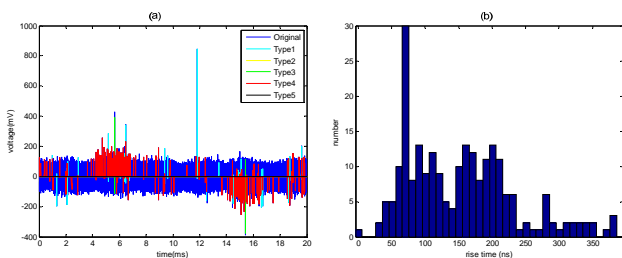 (a)
1000
800
600
400
200
0
-200
-400
voltage(mV)
0 2 4 6 8 10 12 14 16 18 20
time(ms)
Original
Type1
Type2
Type3
Type4
Type5
(b)
30
25
20
15
10
5
0
number
0 50 100 150 200 250 300 350
rise time (ns)